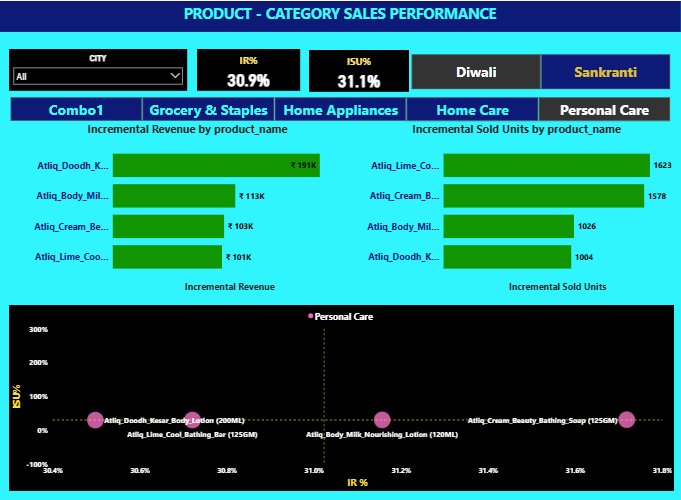 PRODUCT - CATEGORY SALES PERFORMANCE
CITY
All
IR%
30.9%
ISU%
31.1%
Diwali
Sankranti
Combo1
Grocery & Staples
Home Appliances
Home Care
Personal Care
Incremental Revenue by product_name
Atliq_Doodh_K...
₹ 191K
Atliq_Body_Mil...
₹ 113K
Atliq_Cream_Be...
₹ 103K
Atliq_Lime_Coo...
₹ 101K
Incremental Revenue
Incremental Sold Units by product_name
Atliq_Lime_Co...
1623
Atliq_Cream_B...
1578
Atliq_Body_Mil...
1026
Atliq_Doodh_K...
1004
Incremental Sold Units
Personal Care
ISU%
300%
200%
100%
0%
-100%
Atliq_Doodh_Kesar_Body_Lotion (200ML)
Atliq_Lime_Cool_Bathing_Bar (125GM)
Atliq_Body_Milk_Nourishing_Lotion (120ML)
Atliq_Cream_Beauty_Bathing_Soap (125GM)
30.4%
30.6%
30.8%
31.0%
31.2%
31.4%
31.6%
31.8%
IR %